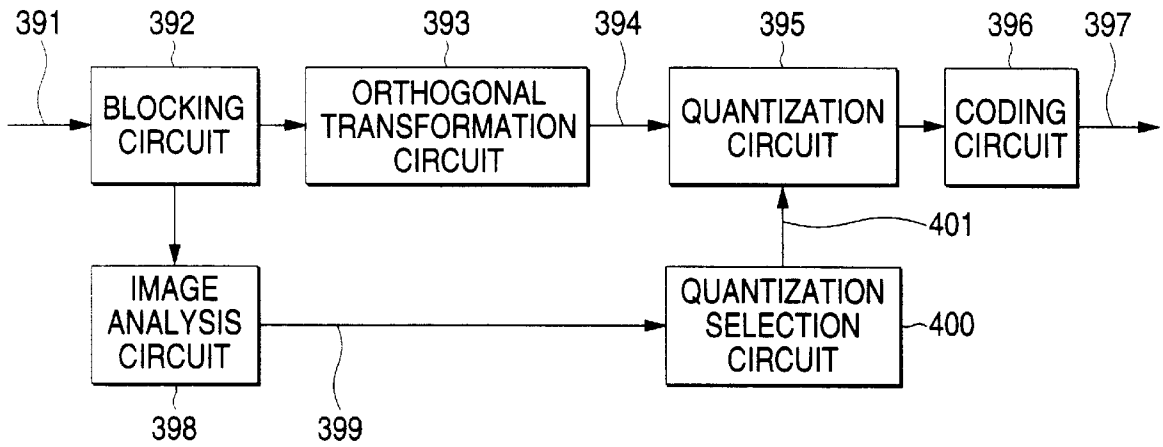 391
392
393
394
395
396
397
BLOCKING
CIRCUIT
ORTHOGONAL
TRANSFORMATION
CIRCUIT
QUANTIZATION
CIRCUIT
CODING
CIRCUIT
401
IMAGE
ANALYSIS
CIRCUIT
QUANTIZATION
SELECTION
CIRCUIT
400
398
399